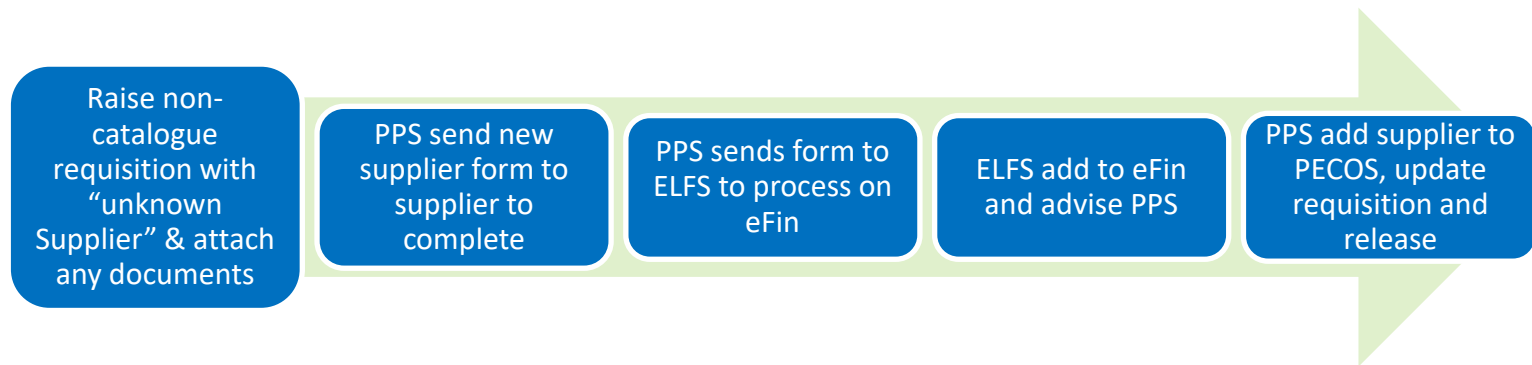 Raise non-
catalogue
requisition with
“unknown
Supplier” & attach
any documents
PPS send new
supplier form to
supplier to
complete
PPS sends form to
ELFS to process on
eFin
ELFS add to eFin
and advise PPS
PPS add supplier to
PECOS, update
requisition and
release